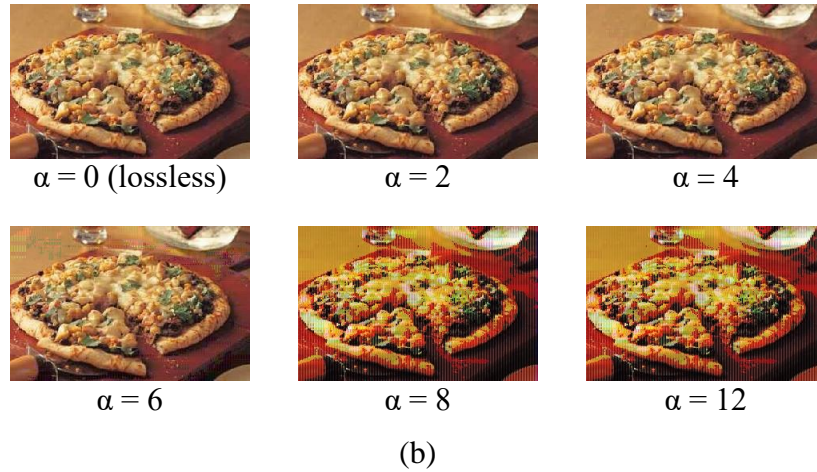 α = 0 (lossless)
α = 2
α = 4
α = 6
α = 8
α = 12
(b)